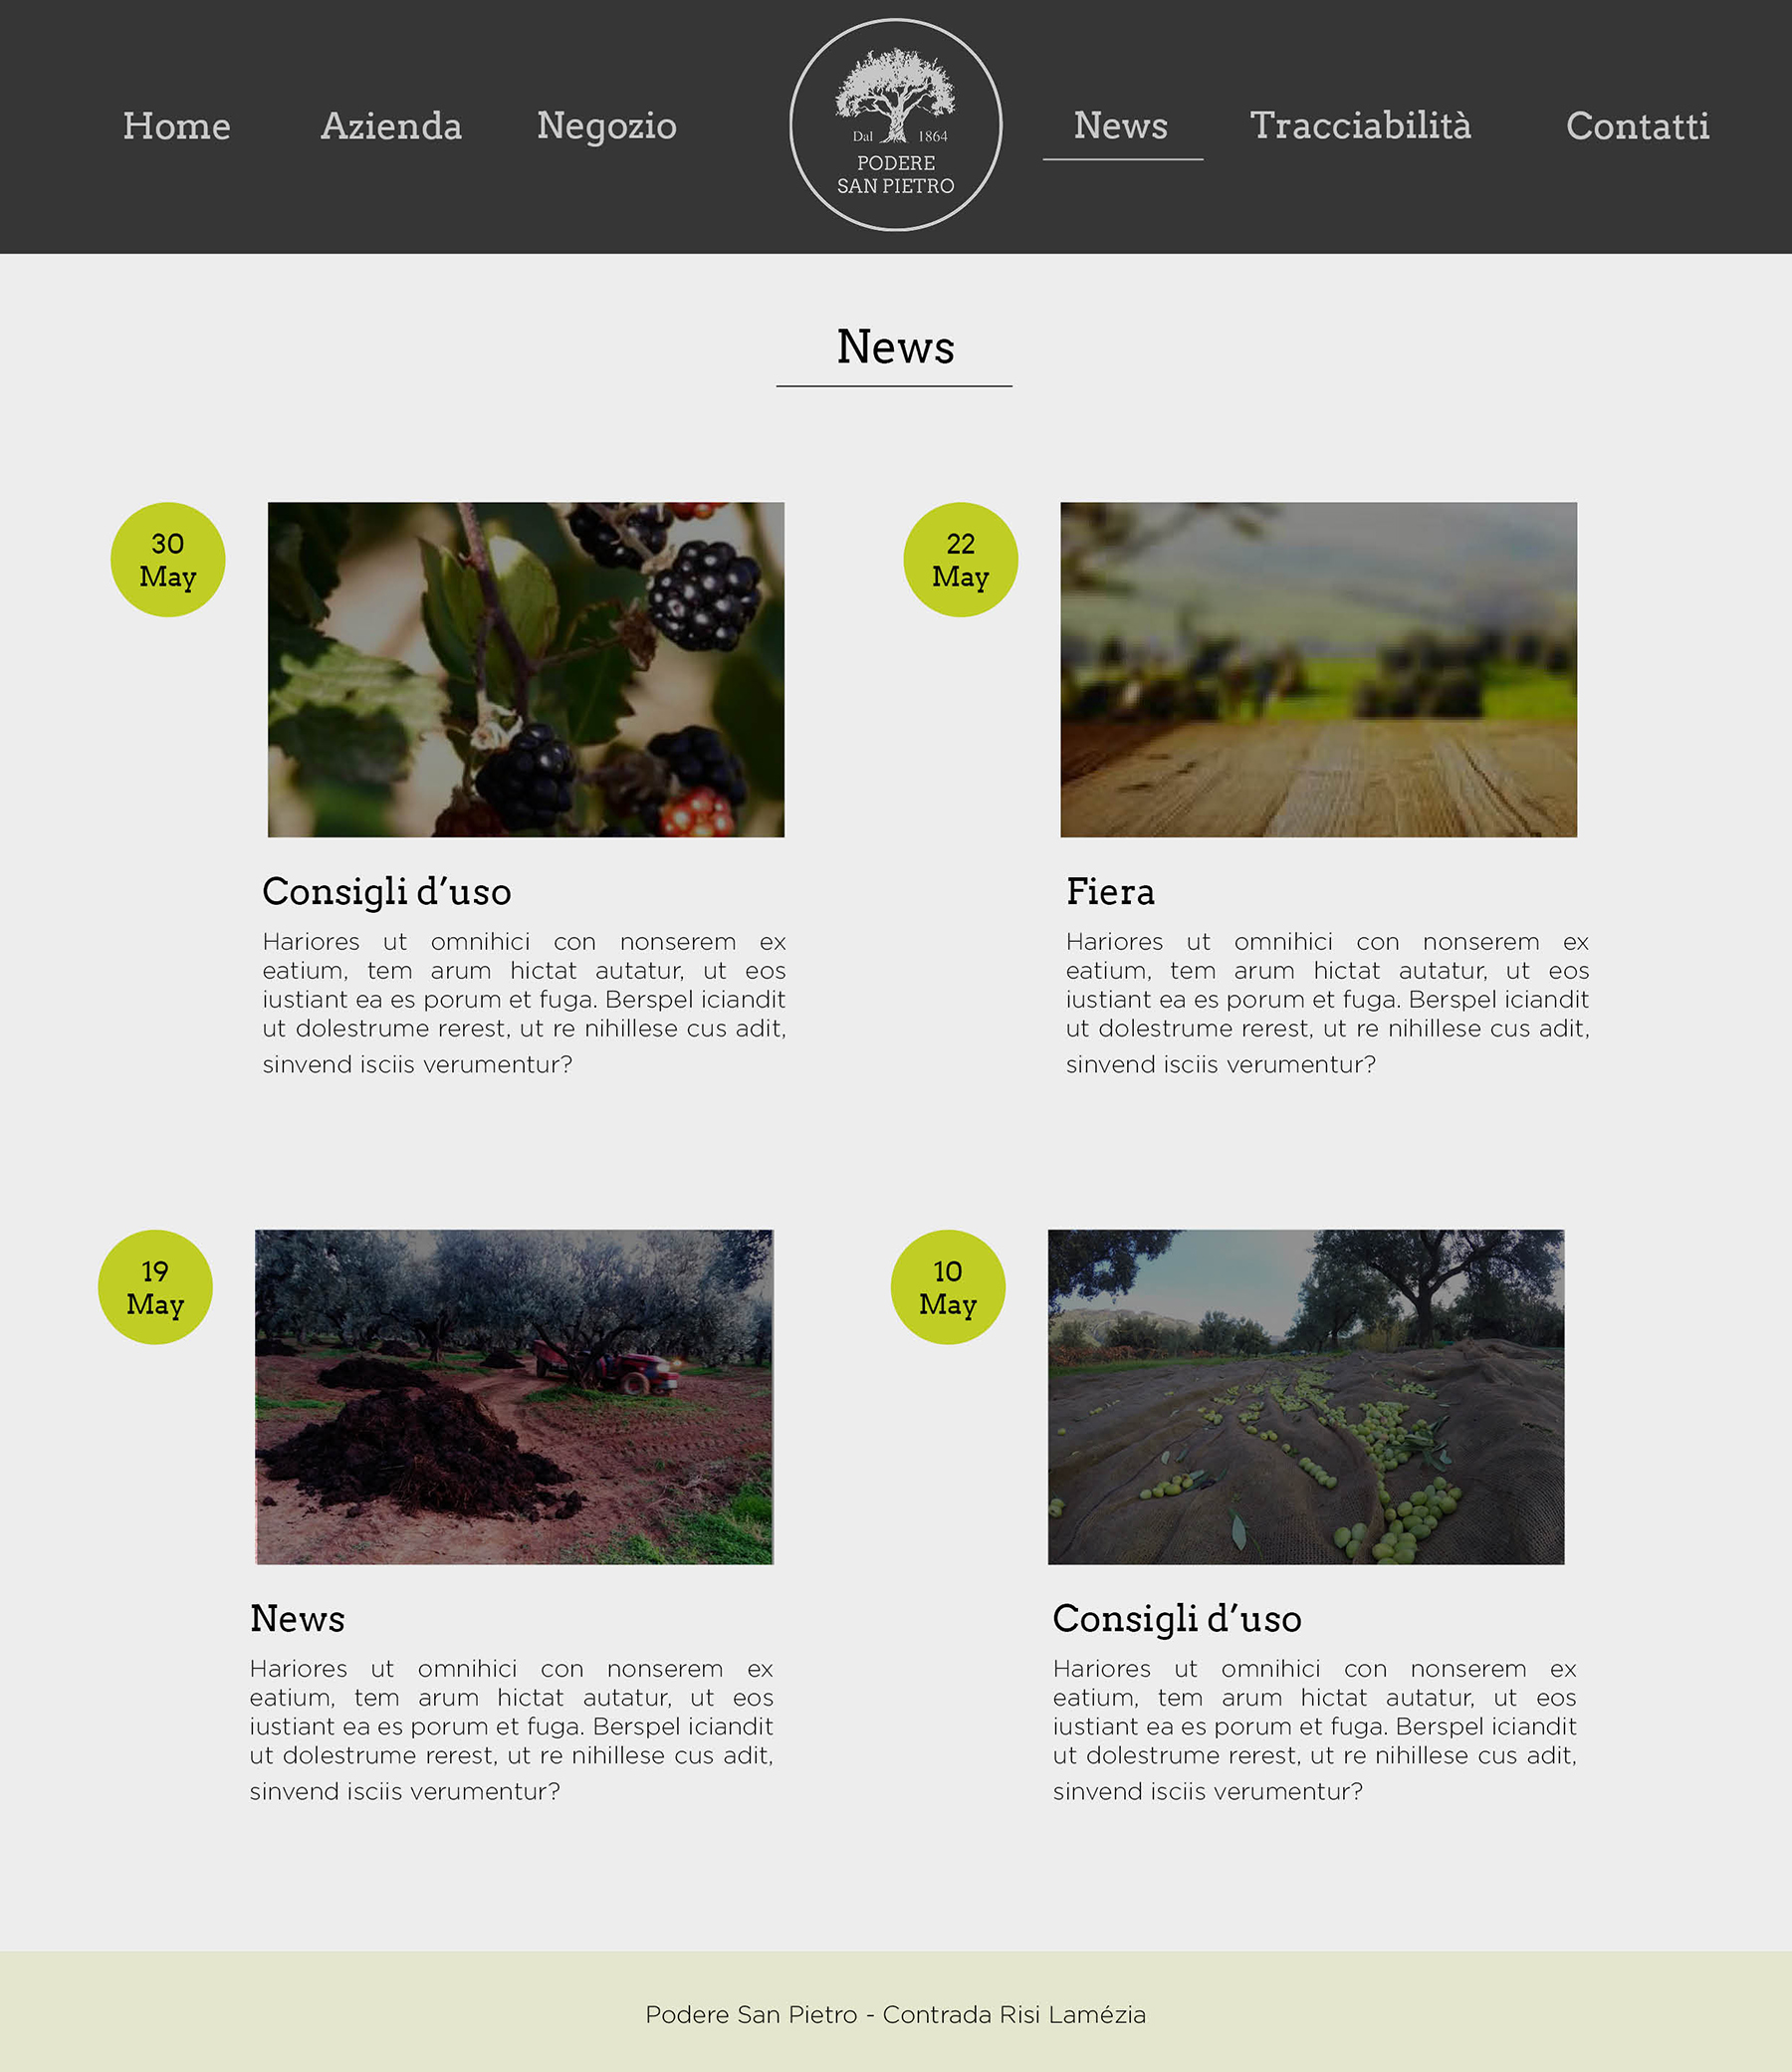 Home
Azienda
Negozio
Dal 1864
PODERE
SAN PIETRO
News
Tracciabilità
Contatti
News
30
May
Consigli d’uso
Hariores ut omnihici con nonserem ex
eatium, tem arum hictat autatur, ut eos
iustiant ea es porum et fuga. Berspel iciandit
ut dolestrume rerest, ut re nihillese cus adit,
sinvend isciis verumentur?
22
May
Fiera
Hariores ut omnihici con nonserem ex
eatium, tem arum hictat autatur, ut eos
iustiant ea es porum et fuga. Berspel iciandit
ut dolestrume rerest, ut re nihillese cus adit,
sinvend isciis verumentur?
19
May
News
Hariores ut omnihici con nonserem ex
eatium, tem arum hictat autatur, ut eos
iustiant ea es porum et fuga. Berspel iciandit
ut dolestrume rerest, ut re nihillese cus adit,
sinvend isciis verumentur?
10
May
Consigli d’uso
Hariores ut omnihici con nonserem ex
eatium, tem arum hictat autatur, ut eos
iustiant ea es porum et fuga. Berspel iciandit
ut dolestrume rerest, ut re nihillese cus adit,
sinvend isciis verumentur?
Podere San Pietro - Contrada Risi Lamézia